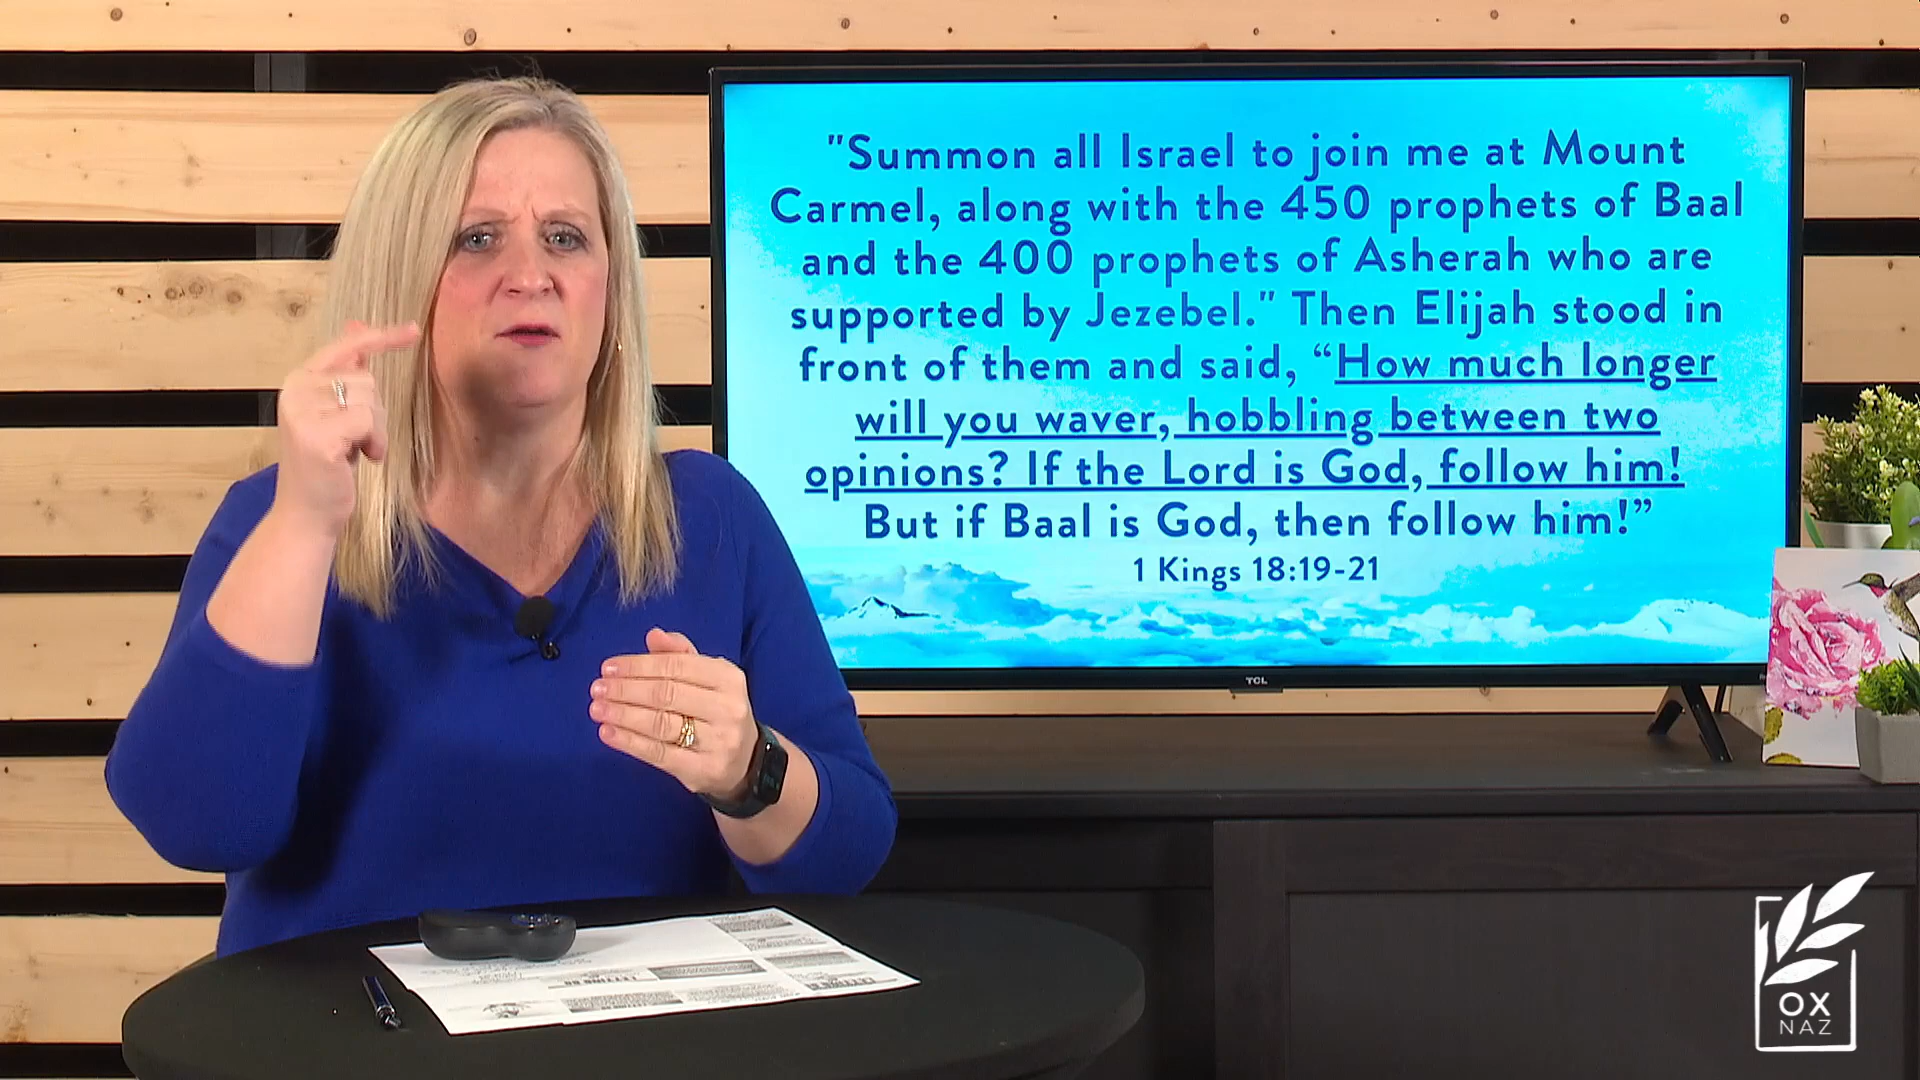 "Summon all Israel to join me at Mount
Carmel, along with the 450 prophets of Baal
and the 400 prophets of Asherah who are
supported by Jezebel." Then Elijah stood in
front of them and said, “How much longer
will you waver, hobbling between two
opinions? If the Lord is God, follow him!
But if Baal is God, then follow him!”
1 Kings 18:19-21
TCL
OX
NAZ